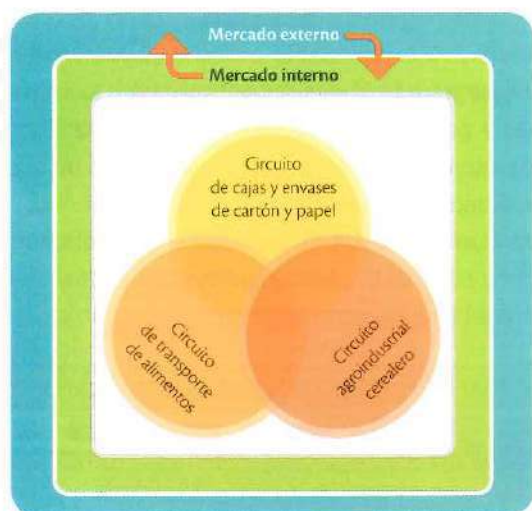 Mercado externo
Mercado interno
Circuito
de cajas y envases
de cartón y papel
Circuito
de transporte
de alimentos
Circuito
agroindustrial
cerealero